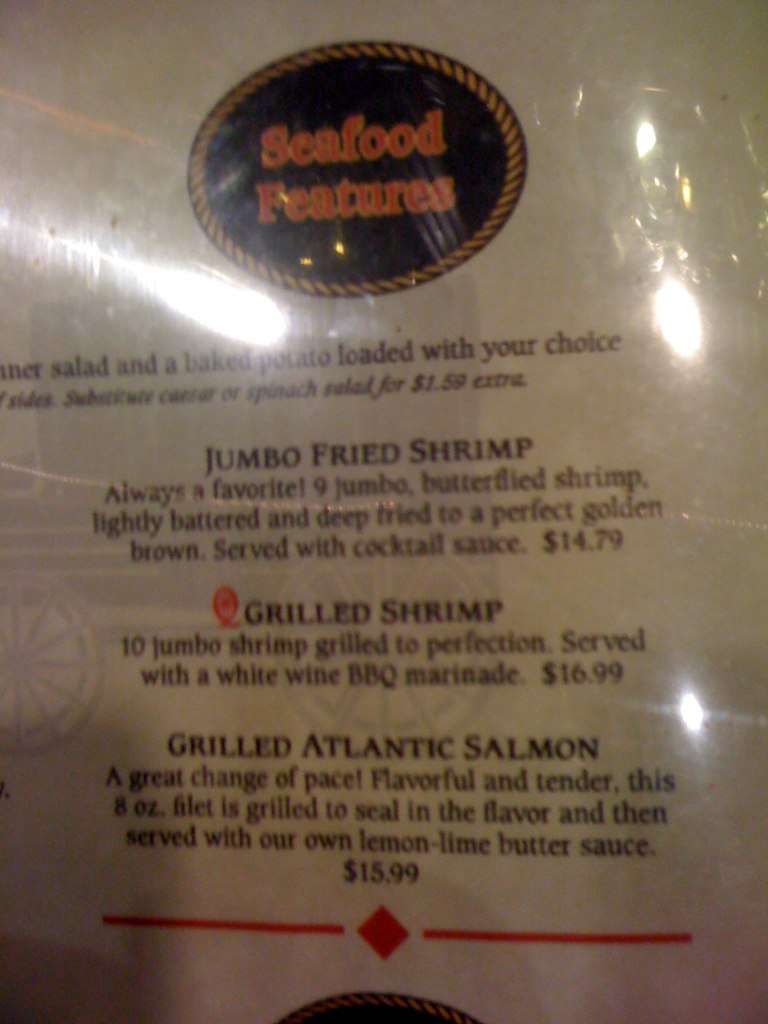 Seafood
Features
salad and a baked potato loaded with your choice
sides. Substitute caesar or spinach salad for $1.59 extra.
JUMBO FRIED SHRIMP
Always a favorite! 9 jumbo, butterflied shrimp,
lightly battered and deep fried to a perfect golden
brown. Served with cocktail sauce. $14.79
GRILLED SHRIMP
10 jumbo shrimp grilled to perfection. Served
with a white wine BBQ marinade. $16.99
GRILLED ATLANTIC SALMON
A great change of pace! Flavorful and tender, this
8 oz. filet is grilled to seal in the flavor and then
served with our own lemon-lime butter sauce.
$15.99